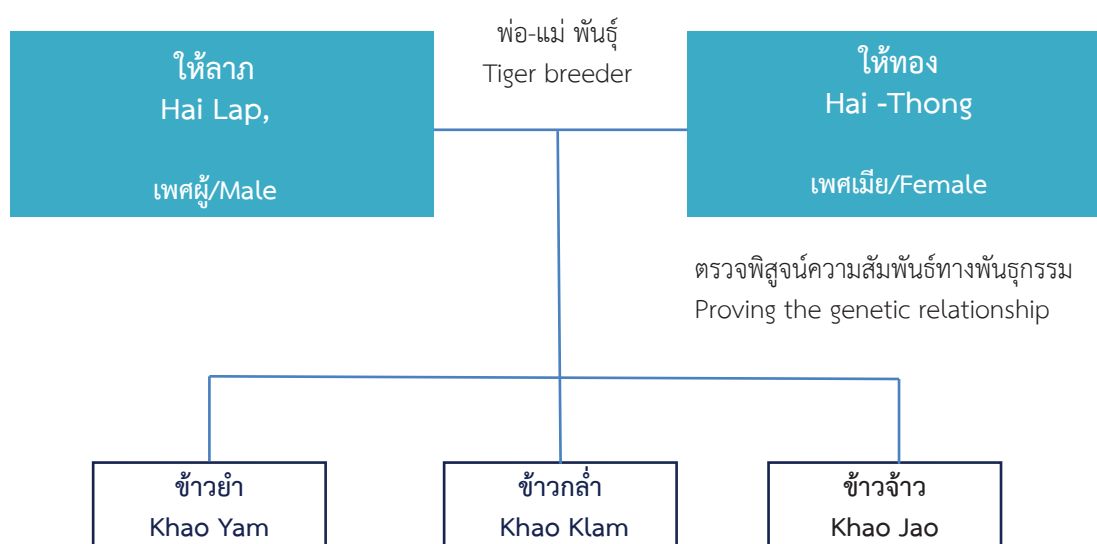 พ่อ-แม่ พันธุ์
Tiger breeder
ให้ลาภ
Hai Lap,
เพศผู้/Male
ให้ทอง
Hai -Thong
เพศเมีย/Female
ตรวจพิสูจน์ความสัมพันธ์ทางพันธุกรรม
Proving the genetic relationship
ข้าวยำ
Khao Yam
ข้าวกล่ำ
Khao Klam
ข้าวจ้าว
Khao Jao